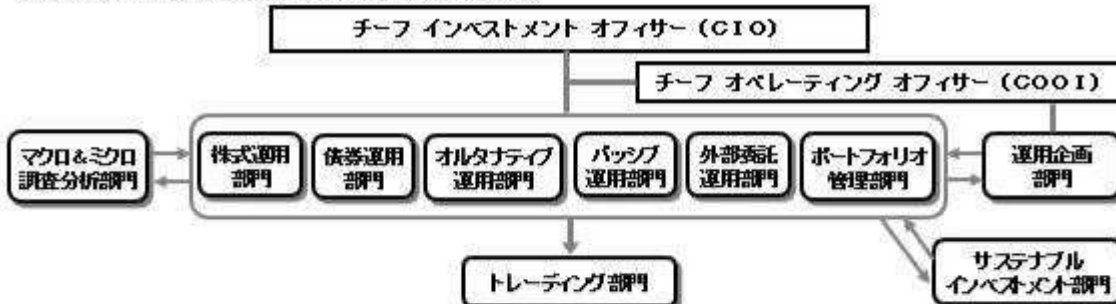 チーフ インベストメント オフィサー (CIO)
チーフ オペレーティング オフィサー (COOI)
マクロ&ミクロ
調査分析部門
株式運用
部門
債券運用
部門
オルタナティブ
運用部門
パッシブ
運用部門
外部委託
運用部門
ポートフォリオ
管理部門
運用企画
部門
トレーディング部門
サステナブル
インベストメント部門